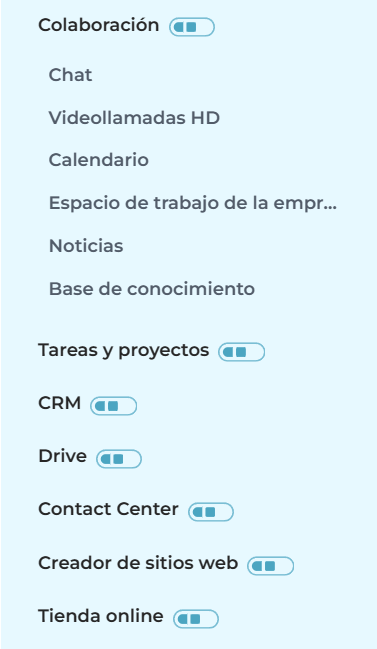 Colaboración
Chat
Videollamadas HD
Calendario
Espacio de trabajo de la empr...
Noticias
Base de conocimiento
Tareas y proyectos
CRM
Drive
Contact Center
Creador de sitios web
Tienda online